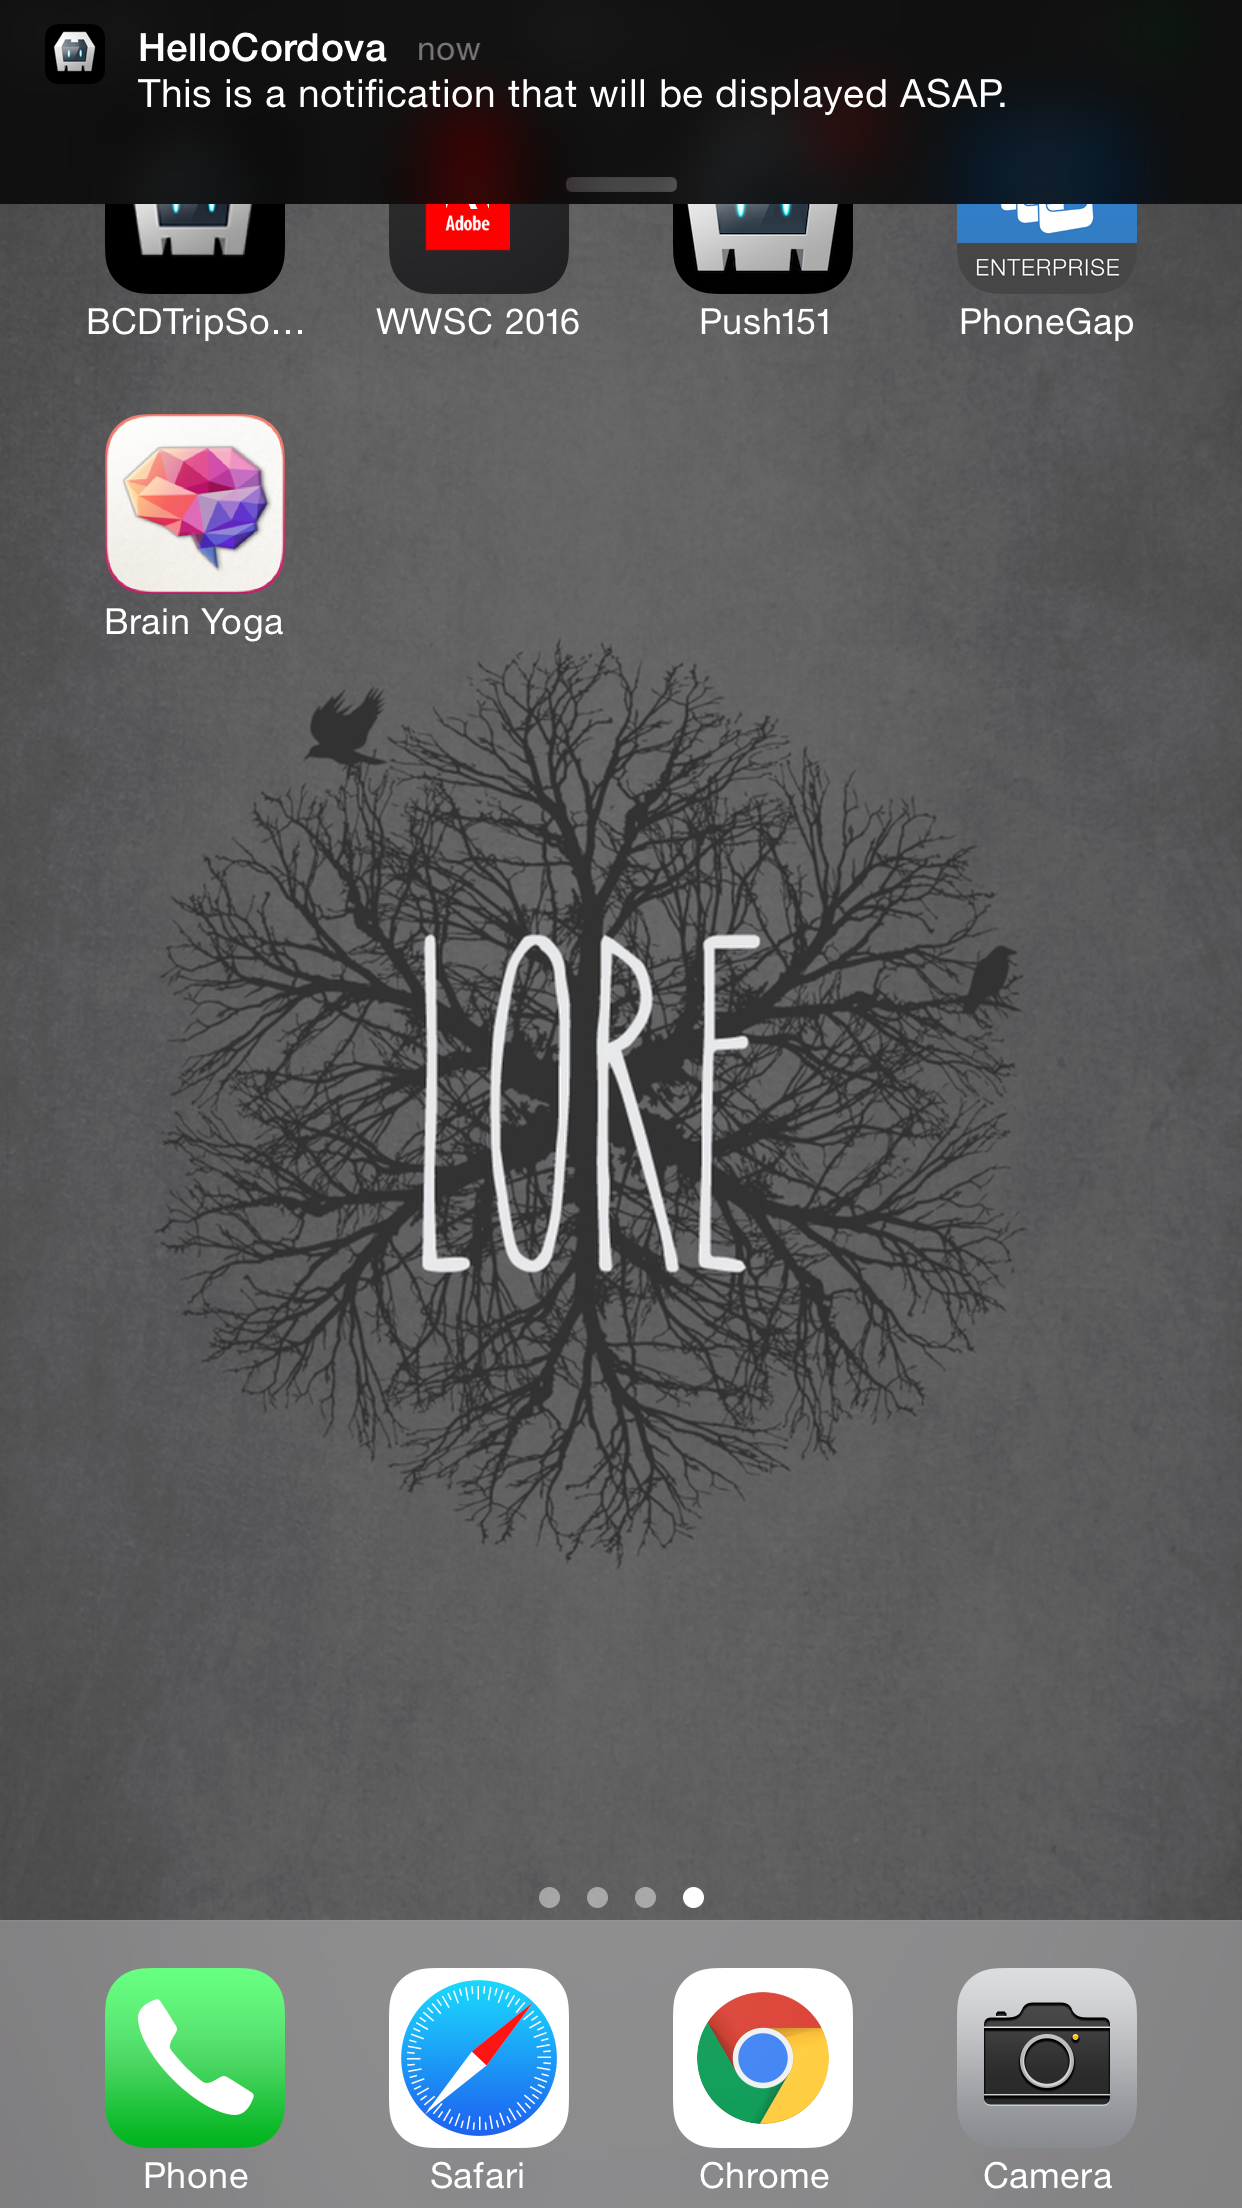 HelloCordova now
This is a notification that will be displayed ASAP.
Adobe
ENTERPRISE
BCDTripSo... WWSC 2016 Push151 PhoneGap
Brain Yoga
LORE
Phone Safari Chrome Camera